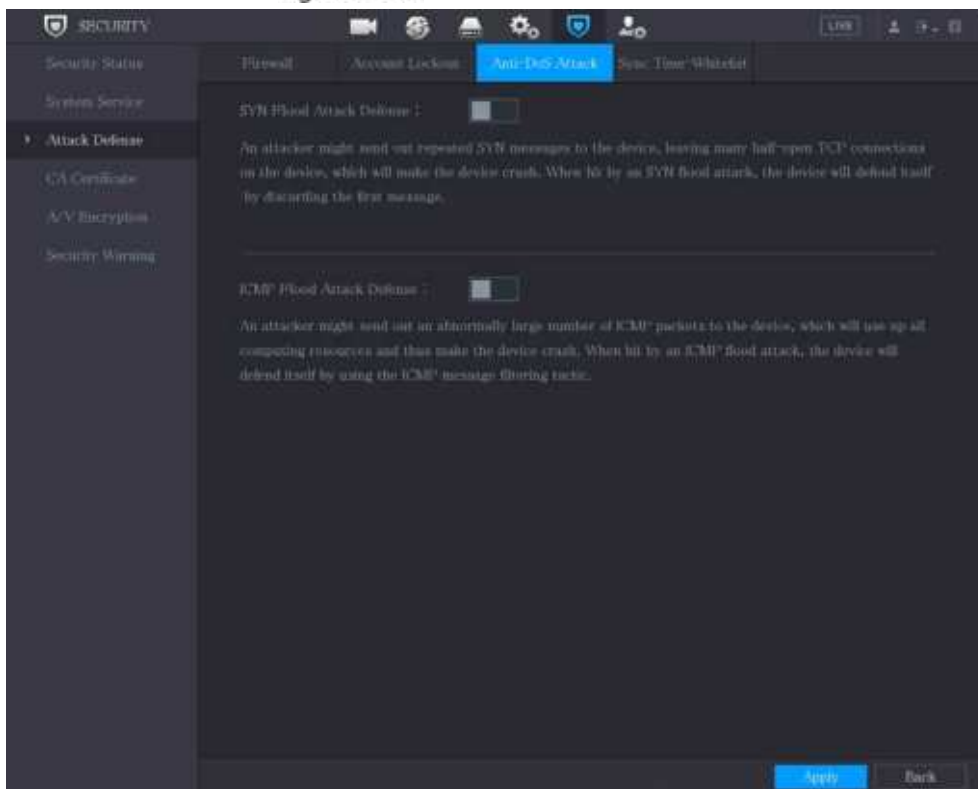 SECURITY
LIVE
Security Status
Firewall
Account Lockout
Anti-DoS Attack
Sync Time-Whitelist
System Service
SYN Flood Attack Defense :
Attack Defense
An attacker might send out repeated SYN messages to the device, leaving many half-open TCP connections
on the device, which will make the device crash. When hit by an SYN flood attack, the device will defend itself
by discarding the first message.
CA Certificate
A/V Encryption
Security Warning
ICMP Flood Attack Defense :
An attacker might send out an abnormally large number of ICMP packets to the device, which will use up all
computing resources and thus make the device crash. When hit by an ICMP flood attack, the device will
defend itself by using the ICMP message filtering tactic.
Apply
Back